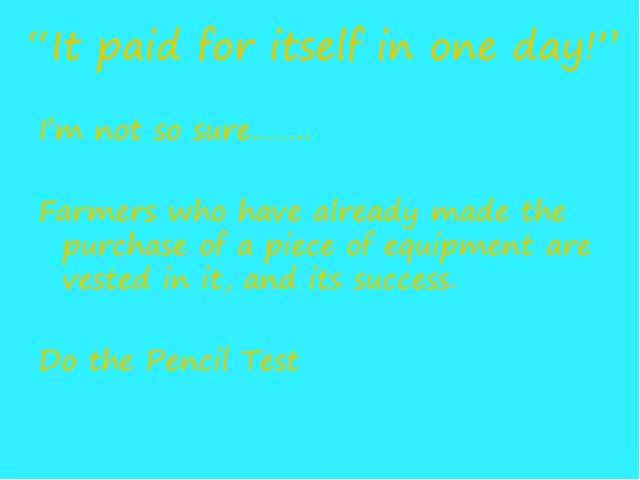 “It paid for itself in one day!”
I'm not so sure........
Farmers who have already made the
purchase of a piece of equipment are
vested in it, and its success.
Do the Pencil Test